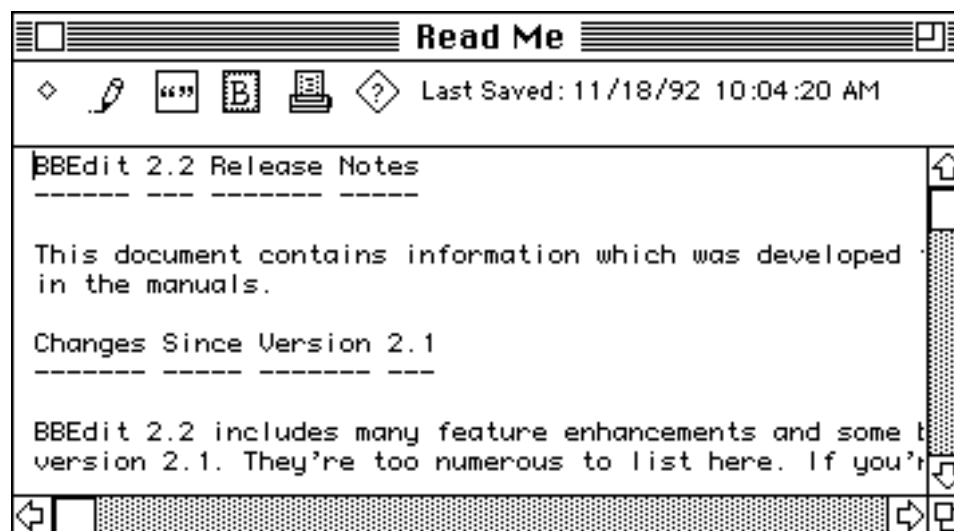 Read Me
“” B ? Last Saved: 11/18/92 10:04:20 AM
BBEdit 2.2 Release Notes
------ --- ------- -----
This document contains information which was developed
in the manuals.
Changes Since Version 2.1
------- ----- ------- ---
BBEdit 2.2 includes many feature enhancements and some
version 2.1. They're too numerous to list here. If